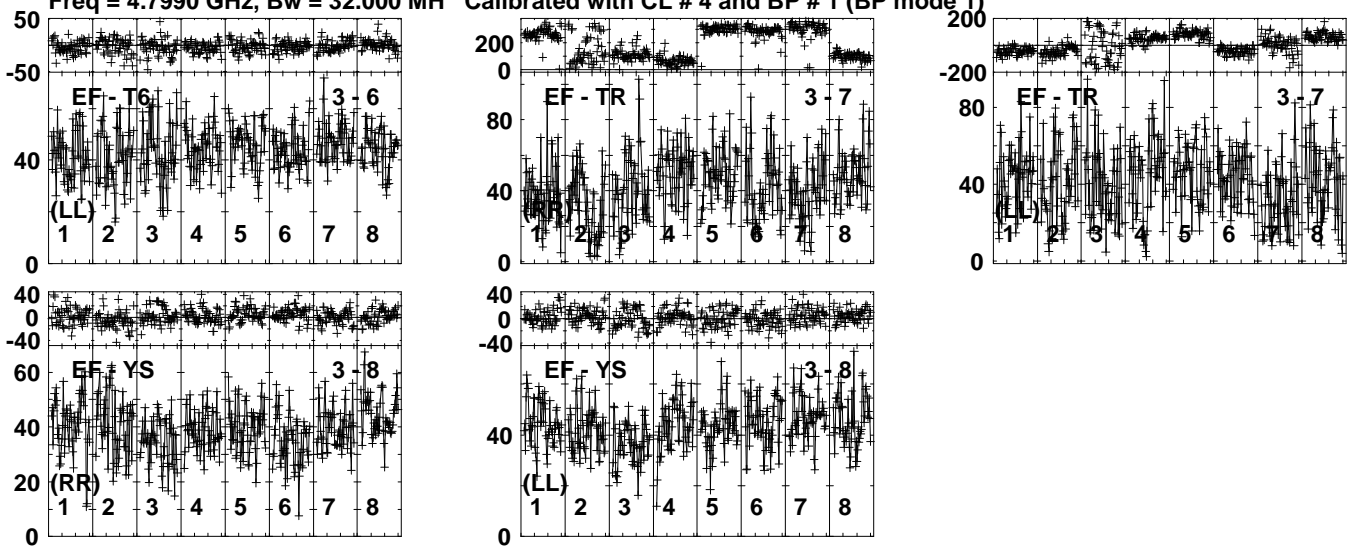 Freq = 4.7990 GHz, Bw = 32.000 MH Calibrated with CL # 4 and BP # 1 (BP mode 1)
50
-50
EF - T6 3 - 6
40
(LL)
1 2 3 4 5 6 7 8
0
200
0
EF - TR 3 - 7
80
40
(RR)
1 2 3 4 5 6 7 8
0
200
-200
EF - TR 3 - 7
80
40
(LL)
1 2 3 4 5 6 7 8
0
40
0
-40
EF - YS 3 - 8
60
40
20
(RR)
1 2 3 4 5 6 7 8
0
40
0
-40
EF - YS 3 - 8
40
(LL)
1 2 3 4 5 6 7 8
0